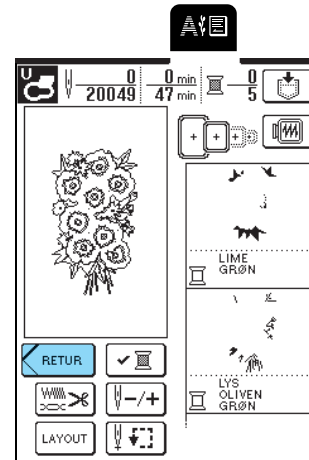 A
U
0 0 min 0
20049 47 min 5
LIME
GRØN
RETUR
LYS
OLIVEN
GRØN
-/+
LAYOUT